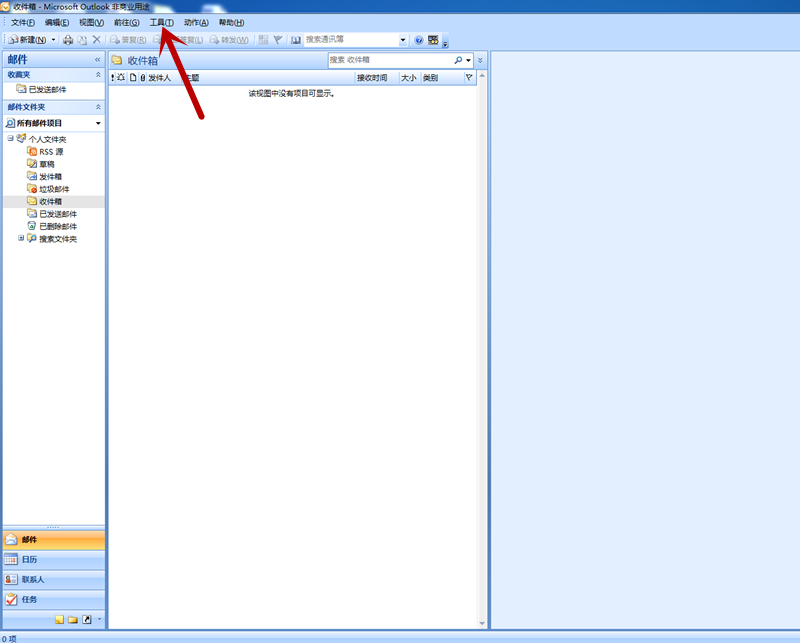 收件箱 - Microsoft Outlook 非商业用途
文件(F) 编辑(E) 视图(V) 前往(G) 工具(T) 动作(A) 帮助(H)
新建(N) 答复(R) 答复(L) 转发(W) 搜索通讯簿
邮件 «
收藏夹
已发送邮件
邮件文件夹
所有邮件项目
个人文件夹
RSS 源
草稿
发件箱
垃圾邮件
收件箱
已发送邮件
已删除邮件
搜索文件夹
邮件
日历
联系人
任务
收件箱 搜索 收件箱
发件人 主题 接收时间 大小 类别
该视图中没有项目可显示。
0 项